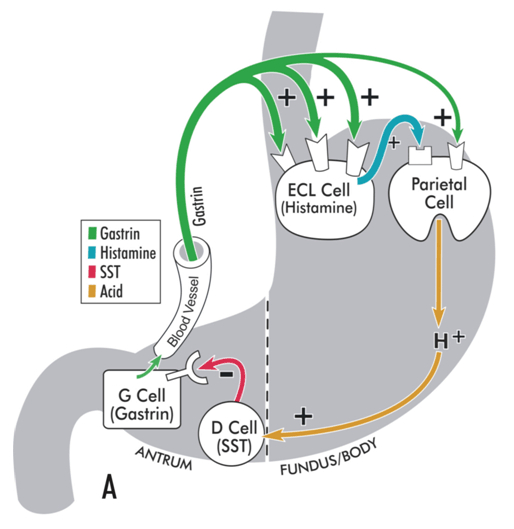 +
+
+
+
+
ECL Cell
(Histamine)
Parietal
Cell
Gastrin
Gastrin
Histamine
SST
Acid
Blood Vessel
H+
G Cell
(Gastrin)
-
D Cell
(SST)
+
ANTRUM
FUNDUS/BODY
A